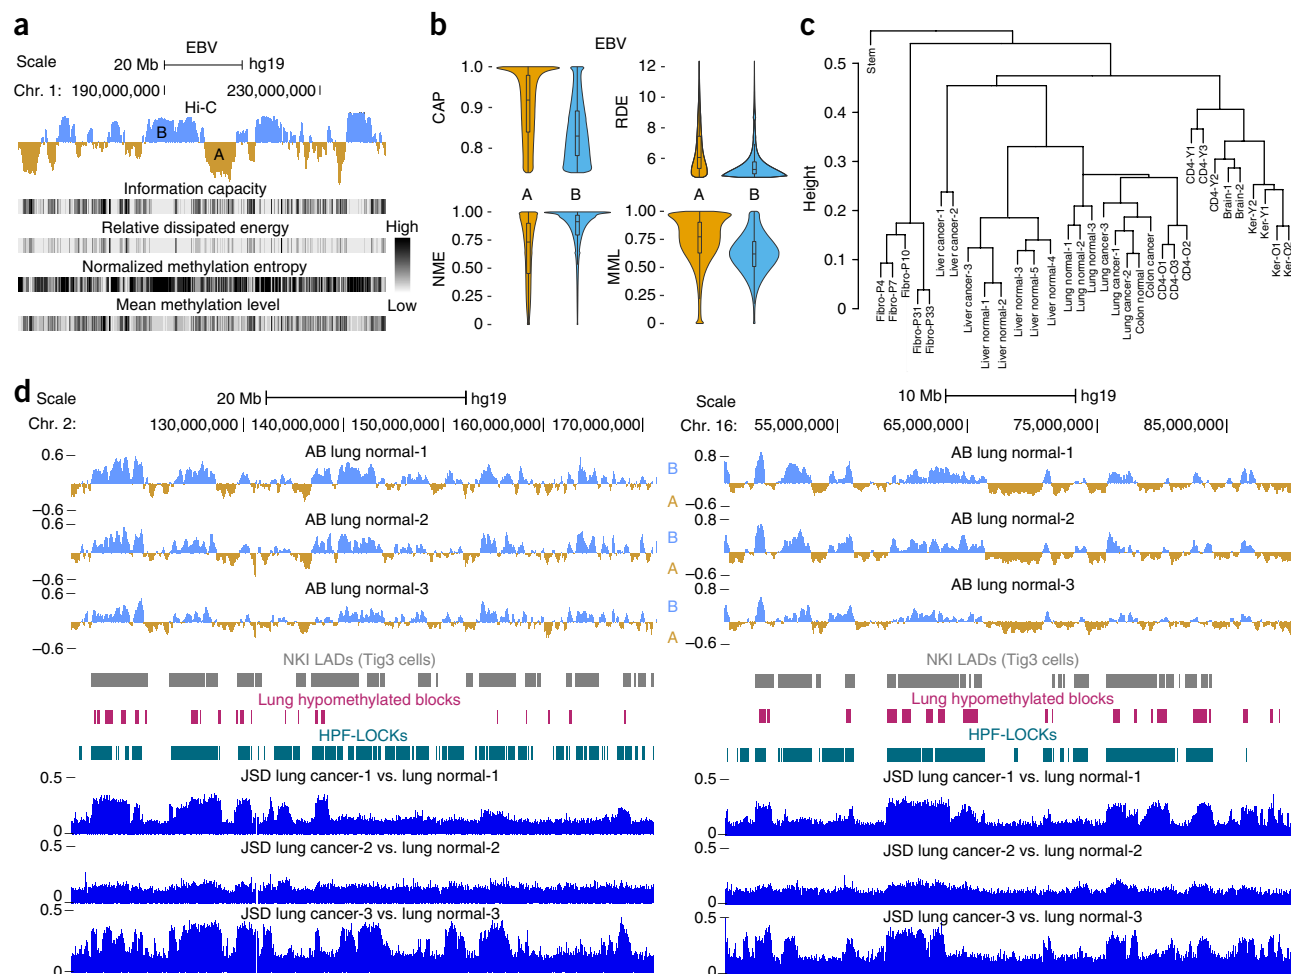 a
EBV
Scale
20 Mb
hg19
Chr. 1:
190,000,000
230,000,000
Hi-C
B
A
Information capacity
Relative dissipated energy
Normalized methylation entropy
Mean methylation level
High
Low
b
EBV
CAP
1.0
0.9
0.8
RDE
12
10
8
6
A
B
A
B
NME
1.00
0.75
0.50
0.25
0
MML
1.00
0.75
0.50
0.25
0
c
Height
0.5
0.4
0.3
0.2
0.1
0
Stem
Fibro-P4
Fibro-P7
Fibro-P10
Fibro-P31
Fibro-P33
Liver cancer-1
Liver cancer-2
Liver cancer-3
Liver normal-1
Liver normal-2
Liver normal-3
Liver normal-5
Liver normal-4
Lung normal-1
Lung normal-2
Lung normal-3
Lung cancer-3
Lung cancer-1
Lung cancer-2
Colon normal
Colon cancer
CD4-O1
CD4-O3
CD4-O2
CD4-Y1
CD4-Y3
CD4-Y2
Brain-1
Brain-2
Ker-Y2
Ker-Y1
Ker-O1
Ker-O2
d
Scale
20 Mb
hg19
Chr. 2:
130,000,000
140,000,000
150,000,000
160,000,000
170,000,000
AB lung normal-1
0.6
−0.6
B
A
AB lung normal-2
0.6
−0.6
B
A
AB lung normal-3
0.6
−0.6
B
A
NKI LADs (Tig3 cells)
Lung hypomethylated blocks
HPF-LOCKs
JSD lung cancer-1 vs. lung normal-1
0.5
0
JSD lung cancer-2 vs. lung normal-2
0.5
0
JSD lung cancer-3 vs. lung normal-3
0.5
0
Scale
10 Mb
hg19
Chr. 16:
55,000,000
65,000,000
75,000,000
85,000,000
AB lung normal-1
0.8
−0.6
AB lung normal-2
0.8
−0.6
AB lung normal-3
0.8
−0.6
NKI LADs (Tig3 cells)
Lung hypomethylated blocks
HPF-LOCKs
JSD lung cancer-1 vs. lung normal-1
0.5
0
JSD lung cancer-2 vs. lung normal-2
0.5
0
JSD lung cancer-3 vs. lung normal-3
0.5
0